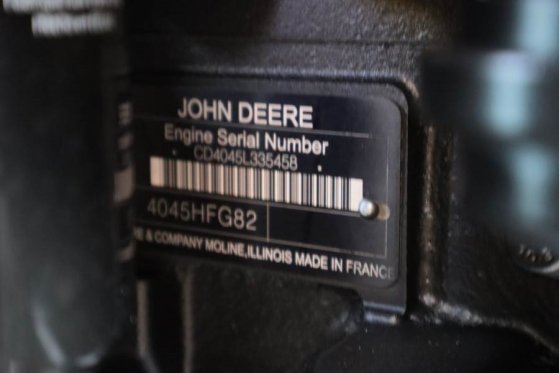 JOHN DEERE
Engine Serial Number
CD4045L335458
4045HFG82
& COMPANY MOLINE,ILLINOIS MADE IN FRANCE